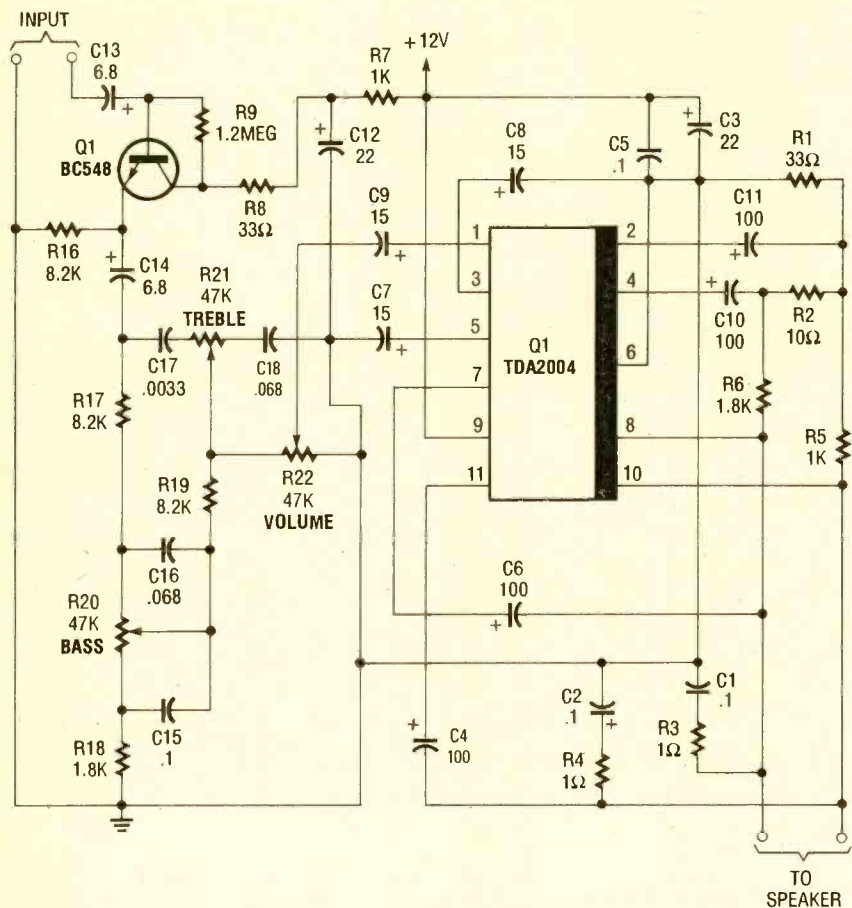 INPUT
C13
6.8
+
Q1
BC548
R9
1.2MEG
R16
8.2K
+
C14
6.8
R8
33Ω
+
C12
22
R7
1K
+12V
C8
15
+
C5
.1
+
C3
22
R1
33Ω
C9
15
+
C11
100
+
R21
47K
TREBLE
C17
.0033
C18
.068
C7
15
+
1
3
5
7
9
11
Q1
TDA2004
2
4
6
8
10
+
C10
100
R2
10Ω
R6
1.8K
R5
1K
R17
8.2K
R19
8.2K
R22
47K
VOLUME
C16
.068
R20
47K
BASS
C15
.1
R18
1.8K
C6
100
+
+
C4
100
C2
.1
+
R4
1Ω
C1
.1
R3
1Ω
TO
SPEAKER